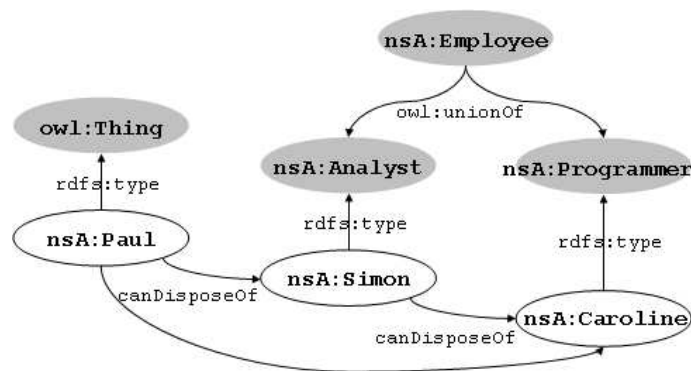 nsA:Employee
owl:unionOf
owl:Thing
nsA:Analyst
nsA:Programmer
rdfs:type
rdfs:type
rdfs:type
nsA:Paul
nsA:Simon
canDisposeOf
nsA:Caroline
canDisposeOf